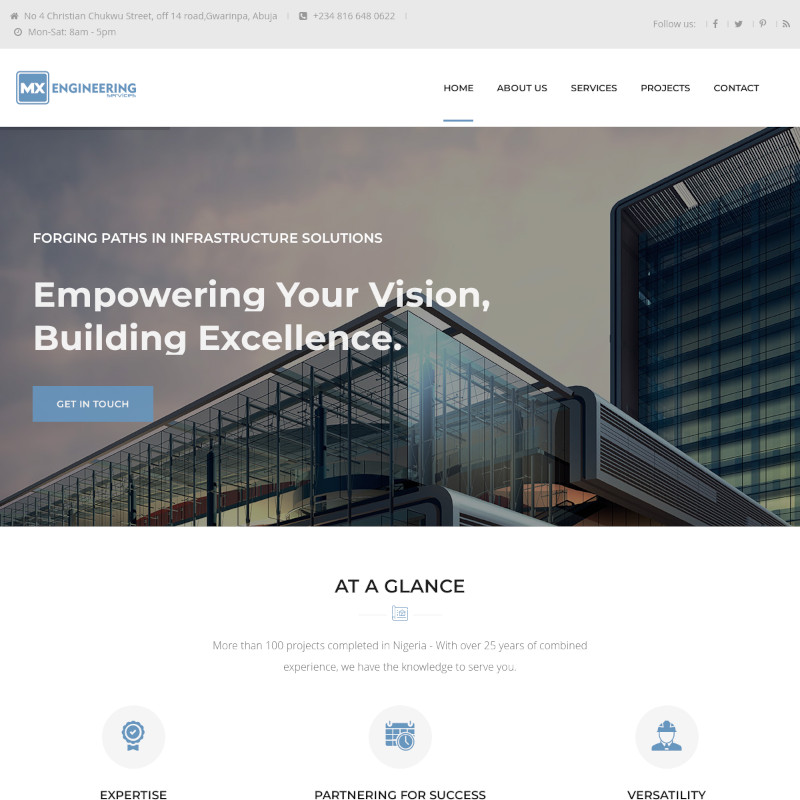 No 4 Christian Chukwu Street, off 14 road,Gwarinpa, Abuja
+234 816 648 0622
Mon-Sat: 8am - 5pm
Follow us:
MX ENGINEERING
SERVICES
HOME
ABOUT US
SERVICES
PROJECTS
CONTACT
FORGING PATHS IN INFRASTRUCTURE SOLUTIONS
Empowering Your Vision,
Building Excellence.
GET IN TOUCH
AT A GLANCE
More than 100 projects completed in Nigeria - With over 25 years of combined
experience, we have the knowledge to serve you.
EXPERTISE
PARTNERING FOR SUCCESS
VERSATILITY